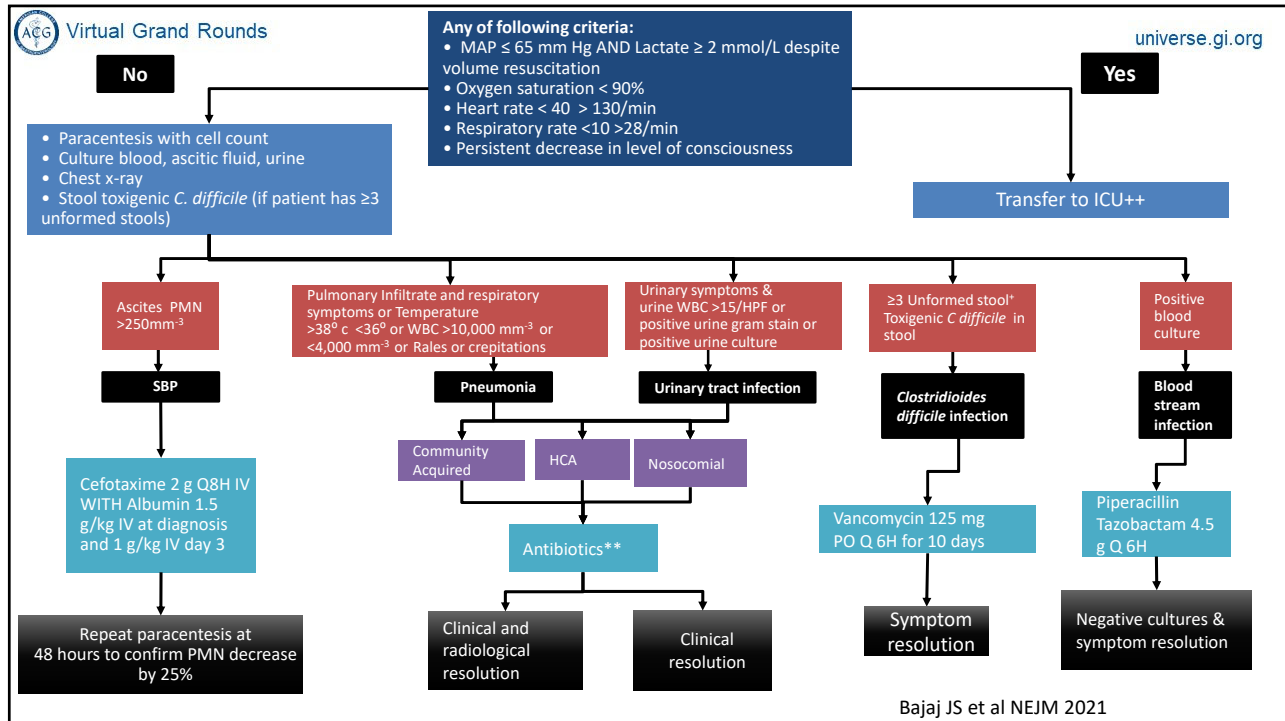 ACG
Virtual Grand Rounds
universe.gi.org
No
Any of following criteria:
• MAP ≤ 65 mm Hg AND Lactate ≥ 2 mmol/L despite
volume resuscitation
• Oxygen saturation < 90%
• Heart rate < 40 > 130/min
• Respiratory rate <10 >28/min
• Persistent decrease in level of consciousness
Yes
• Paracentesis with cell count
• Culture blood, ascitic fluid, urine
• Chest x-ray
• Stool toxigenic C. difficile (if patient has ≥3
unformed stools)
Transfer to ICU++
Ascites PMN
>250mm⁻³
Pulmonary Infiltrate and respiratory
symptoms or Temperature
>38⁰ c <36⁰ or WBC >10,000 mm⁻³ or
<4,000 mm⁻³ or Rales or crepitations
Urinary symptoms &
urine WBC >15/HPF or
positive urine gram stain or
positive urine culture
≥3 Unformed stool⁺
Toxigenic C difficile in
stool
Positive
blood
culture
SBP
Pneumonia
Urinary tract infection
Clostridioides
difficile infection
Blood
stream
infection
Community
Acquired
HCA
Nosocomial
Cefotaxime 2 g Q8H IV
WITH Albumin 1.5
g/kg IV at diagnosis
and 1 g/kg IV day 3
Antibiotics**
Vancomycin 125 mg
PO Q 6H for 10 days
Piperacillin
Tazobactam 4.5
g Q 6H
Repeat paracentesis at
48 hours to confirm PMN decrease
by 25%
Clinical and
radiological
resolution
Clinical
resolution
Symptom
resolution
Negative cultures &
symptom resolution
Bajaj JS et al NEJM 2021